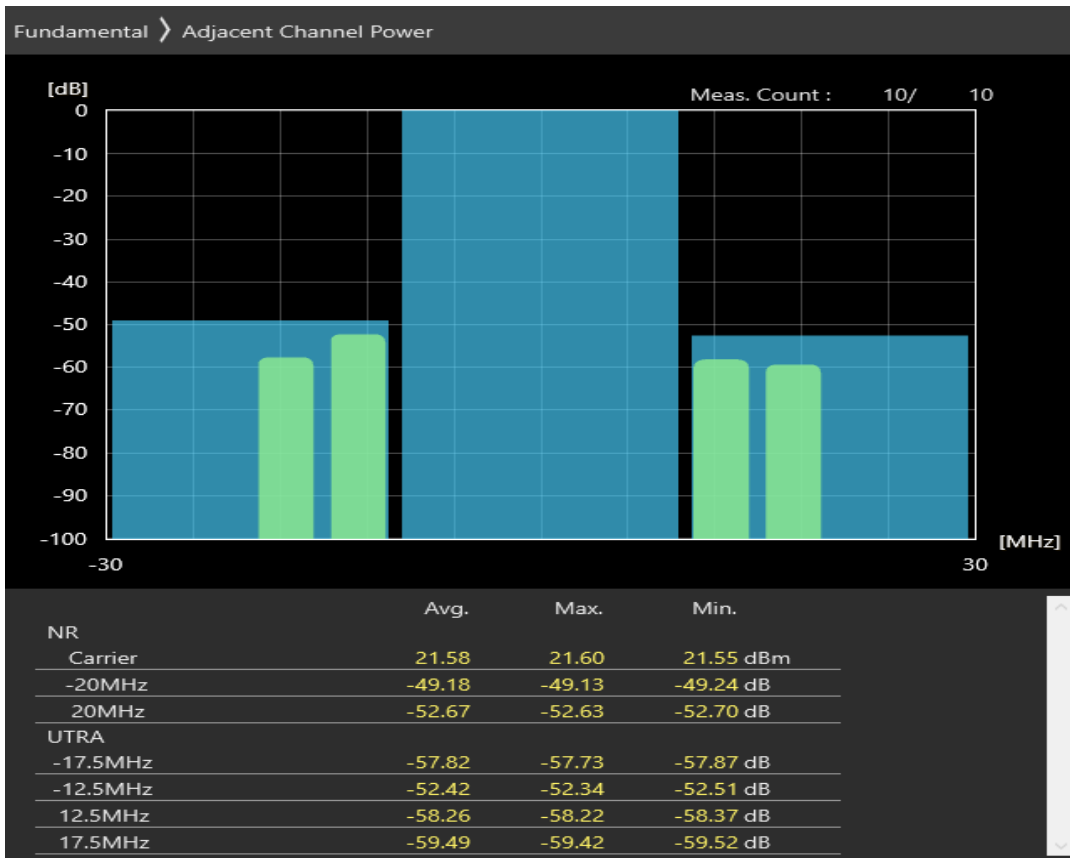 Fundamental 〉 Adjacent Channel Power
[dB]
Meas. Count : 10/ 10
0
-10
-20
-30
-40
-50
-60
-70
-80
-90
-100
[MHz]
-30 30
Avg. Max. Min.
NR
Carrier 21.58 21.60 21.55 dBm
-20MHz -49.18 -49.13 -49.24 dB
20MHz -52.67 -52.63 -52.70 dB
UTRA
-17.5MHz -57.82 -57.73 -57.87 dB
-12.5MHz -52.42 -52.34 -52.51 dB
12.5MHz -58.26 -58.22 -58.37 dB
17.5MHz -59.49 -59.42 -59.52 dB